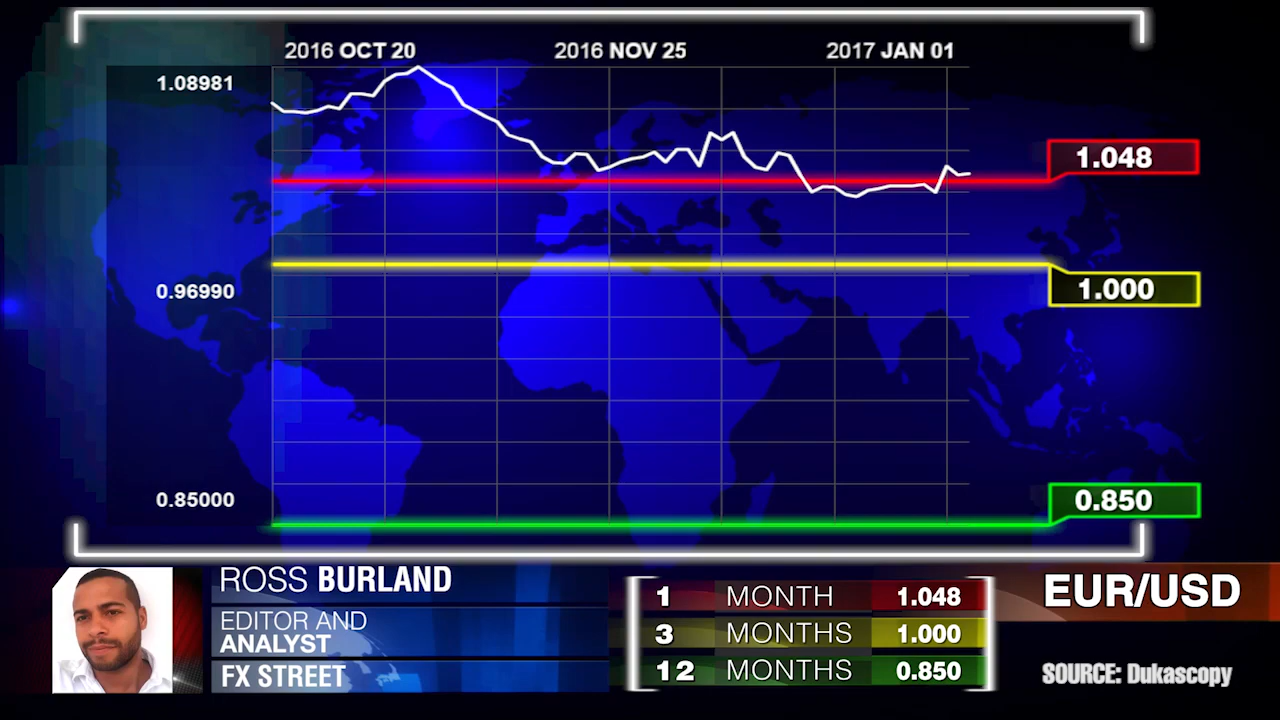 2016 OCT 20 2016 NOV 25 2017 JAN 01
1.08981
1.048
0.96990
1.000
0.85000
0.850
ROSS BURLAND
EDITOR AND
ANALYST
FX STREET
1 MONTH 1.048
3 MONTHS 1.000
12 MONTHS 0.850
EUR/USD
SOURCE: Dukascopy